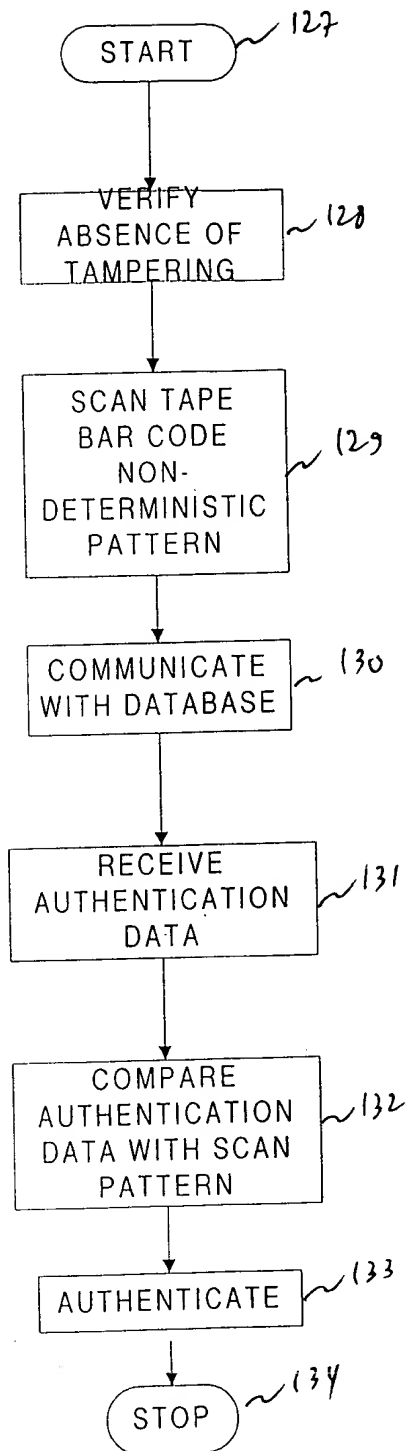 START
127
VERIFY
ABSENCE OF
TAMPERING
128
SCAN TAPE
BAR CODE
NON-
DETERMINISTIC
PATTERN
129
COMMUNICATE
WITH DATABASE
130
RECEIVE
AUTHENTICATION
DATA
131
COMPARE
AUTHENTICATION
DATA WITH SCAN
PATTERN
132
AUTHENTICATE
133
STOP
134